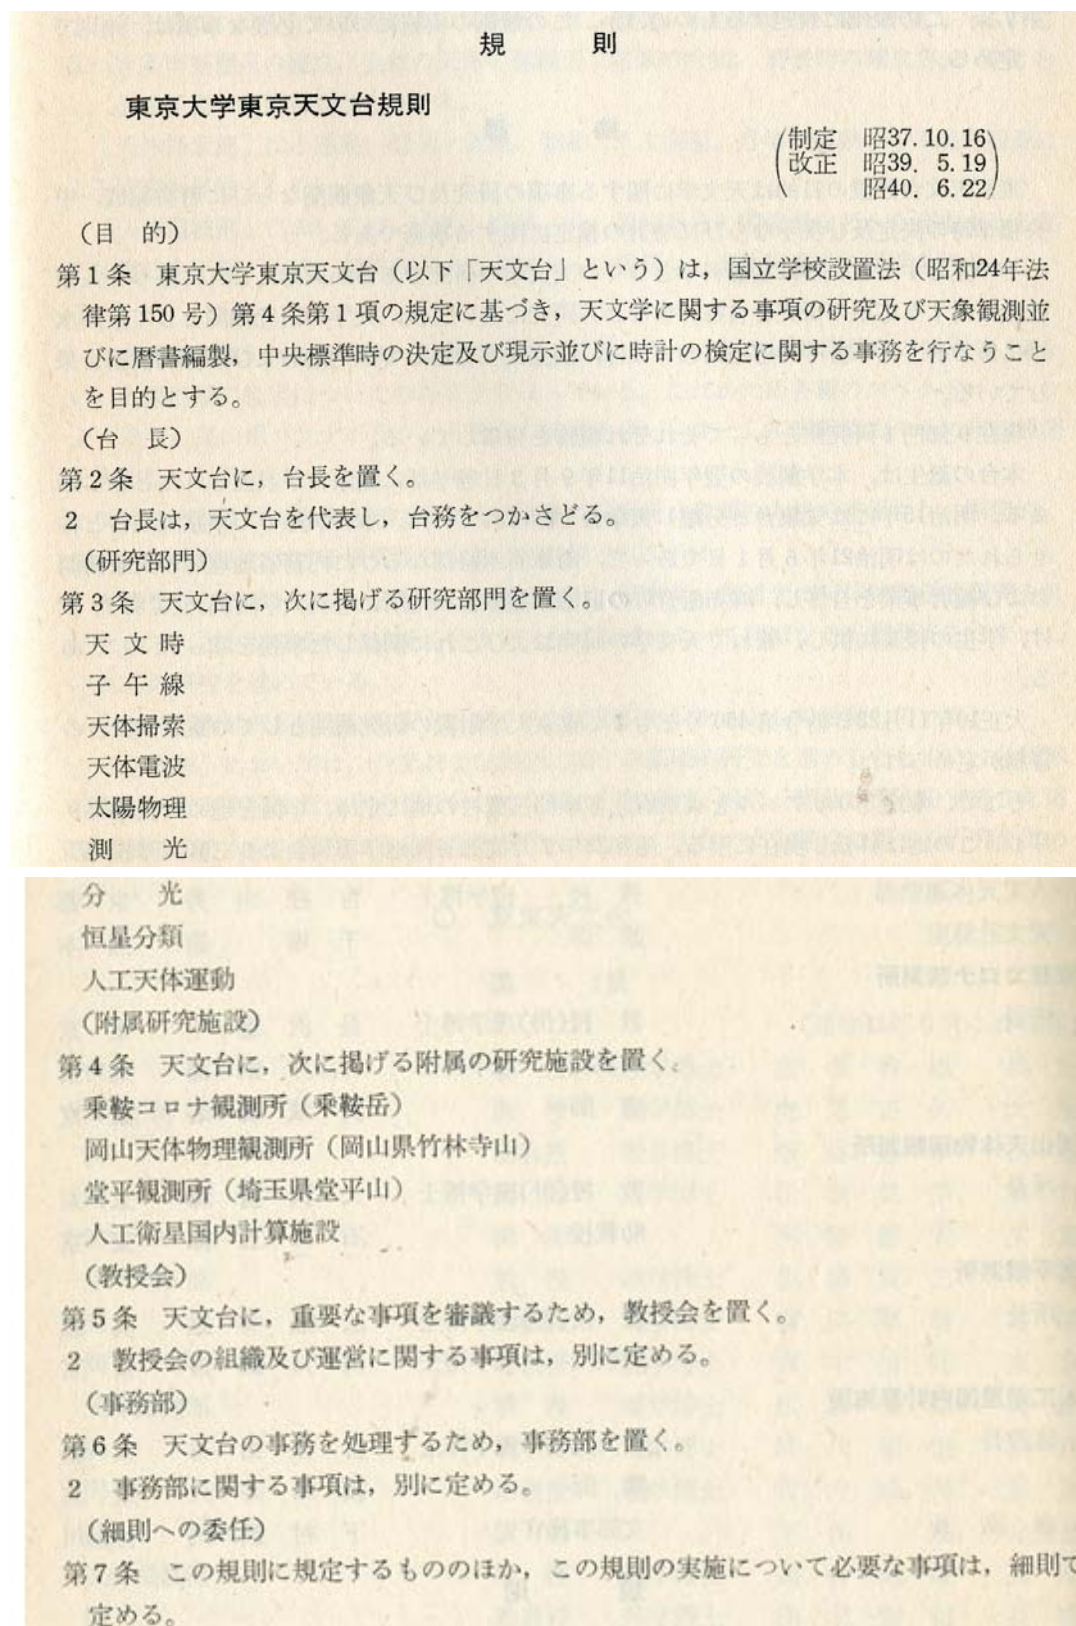 規　則
東京大学東京天文台規則
制定　昭37.10.16
改正　昭39. 5.19
昭40. 6.22
（目　的）
第1条　東京大学東京天文台（以下「天文台」という）は，国立学校設置法（昭和24年法
律第150号）第4条第1項の規定に基づき，天文学に関する事項の研究及び天象観測並
びに暦書編製，中央標準時の決定及び現示並びに時計の検定に関する事務を行なうこと
を目的とする。
（台　長）
第2条　天文台に，台長を置く。
2　台長は，天文台を代表し，台務をつかさどる。
（研究部門）
第3条　天文台に，次に掲げる研究部門を置く。
天 文 時
子 午 線
天体掃索
天体電波
太陽物理
測　光
分　光
恒星分類
人工天体運動
（附属研究施設）
第4条　天文台に，次に掲げる附属の研究施設を置く。
乗鞍コロナ観測所（乗鞍岳）
岡山天体物理観測所（岡山県竹林寺山）
堂平観測所（埼玉県堂平山）
人工衛星国内計算施設
（教授会）
第5条　天文台に，重要な事項を審議するため，教授会を置く。
2　教授会の組織及び運営に関する事項は，別に定める。
（事務部）
第6条　天文台の事務を処理するため，事務部を置く。
2　事務部に関する事項は，別に定める。
（細則への委任）
第7条　この規則に規定するもののほか，この規則の実施について必要な事項は，細則で
定める。